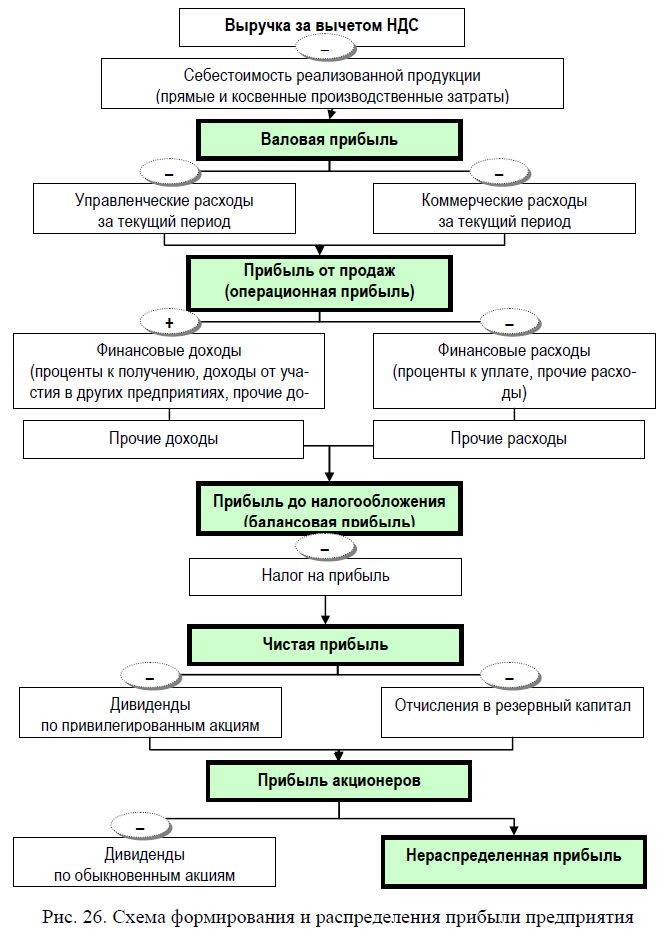 Выручка за вычетом НДС
–
Себестоимость реализованной продукции
(прямые и косвенные производственные затраты)
Валовая прибыль
–
–
Управленческие расходы
за текущий период
Коммерческие расходы
за текущий период
Прибыль от продаж
(операционная прибыль)
+
–
Финансовые доходы
(проценты к получению, доходы от уча-
стия в других предприятиях, прочие до-
Финансовые расходы
(проценты к уплате, прочие расхо-
ды)
Прочие доходы
Прочие расходы
Прибыль до налогообложения
(балансовая прибыль)
–
Налог на прибыль
Чистая прибыль
–
–
Дивиденды
по привилегированным акциям
Отчисления в резервный капитал
Прибыль акционеров
–
Дивиденды
по обыкновенным акциям
Нераспределенная прибыль
Рис. 26. Схема формирования и распределения прибыли предприятия